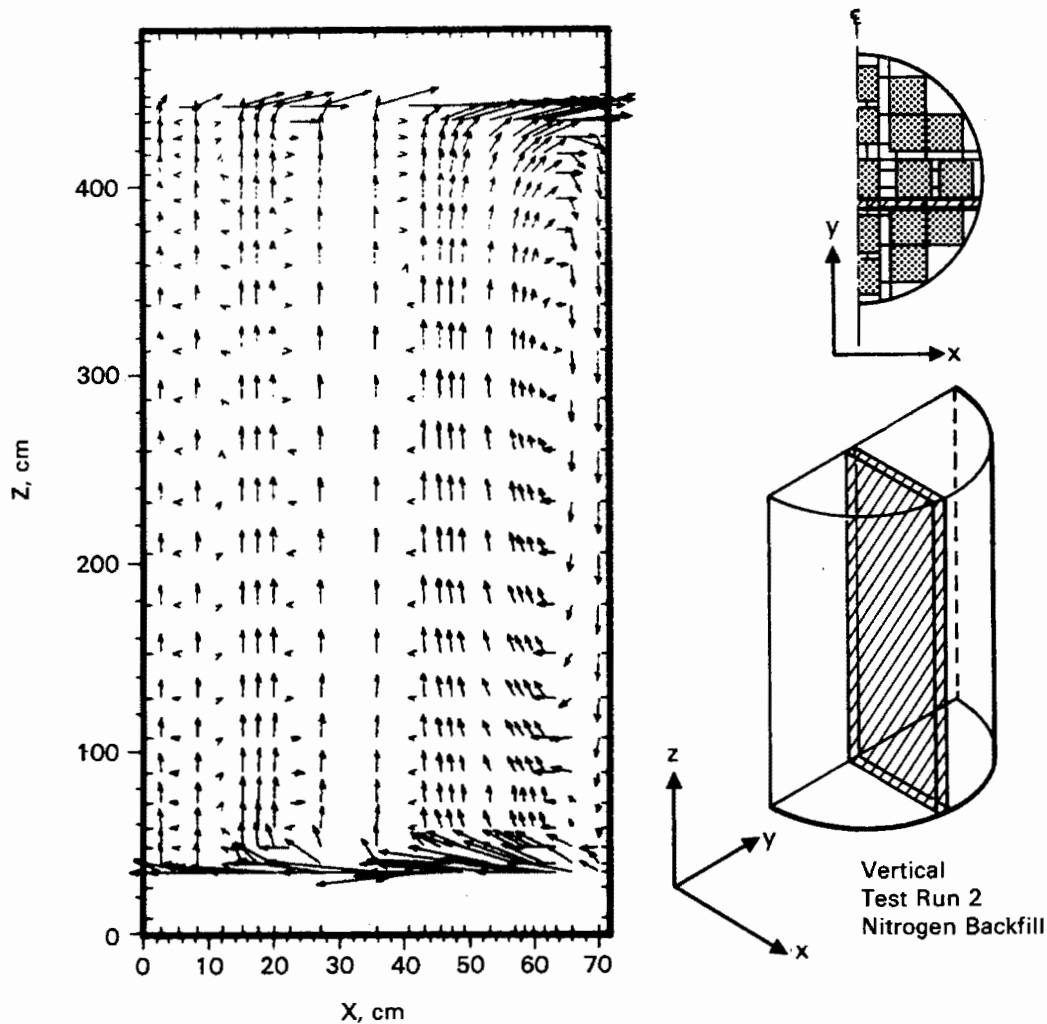 400
300
200
100
0
Z, cm
0 10 20 30 40 50 60 70
X, cm
℄
y
x
z
y
x
Vertical
Test Run 2
Nitrogen Backfill